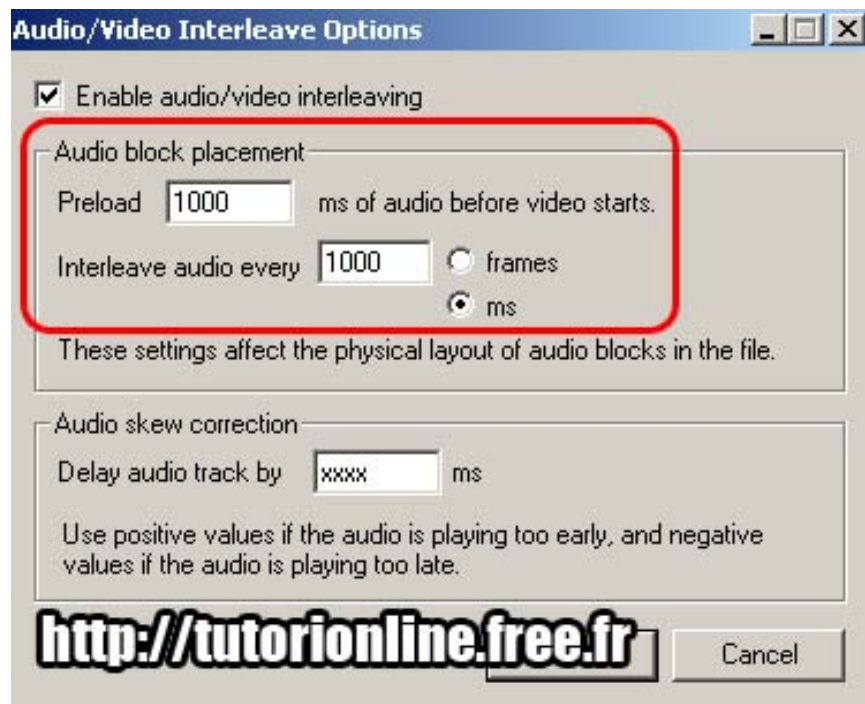 Audio/Video Interleave Options
Enable audio/video interleaving
Audio block placement
Preload 1000 ms of audio before video starts.
Interleave audio every 1000 frames
ms
These settings affect the physical layout of audio blocks in the file.
Audio skew correction
Delay audio track by xxxx ms
Use positive values if the audio is playing too early, and negative
values if the audio is playing too late.
http://tutorionline.free.fr
Cancel